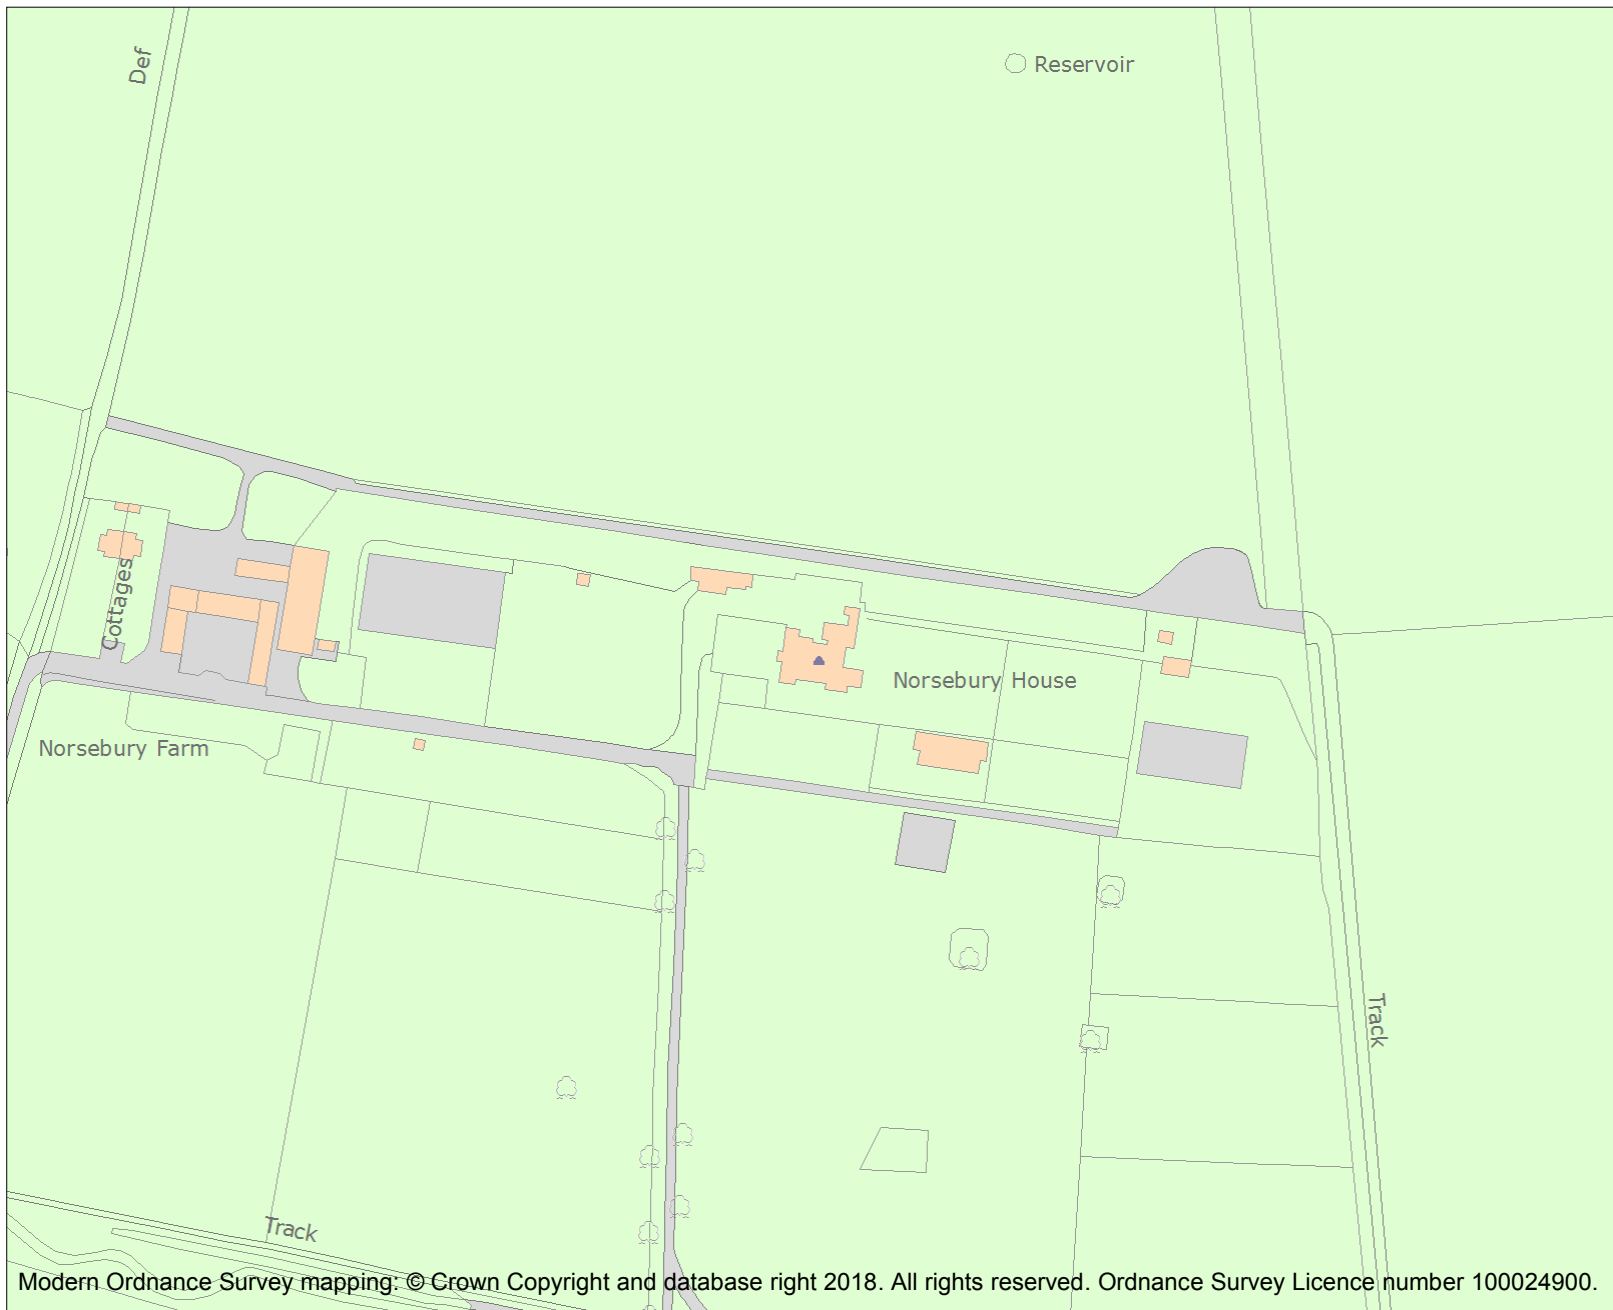 Def
Reservoir
Cottages
Norsebury House
Norsebury Farm
Track
Track
Modern Ordnance Survey mapping: © Crown Copyright and database right 2018. All rights reserved. Ordnance Survey Licence number 100024900.